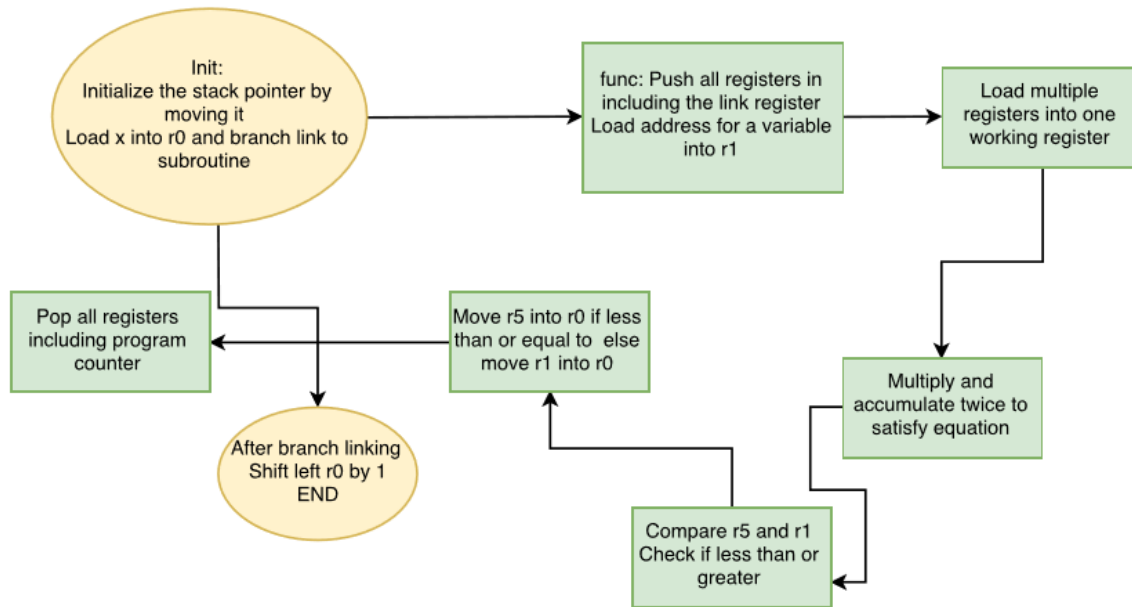 Init:
Initialize the stack pointer by
moving it
Load x into r0 and branch link to
subroutine
func: Push all registers in
including the link register
Load address for a variable
into r1
Load multiple
registers into one
working register
Multiply and
accumulate twice to
satisfy equation
Compare r5 and r1
Check if less than or
greater
Move r5 into r0 if less
than or equal to else
move r1 into r0
Pop all registers
including program
counter
After branch linking
Shift left r0 by 1
END